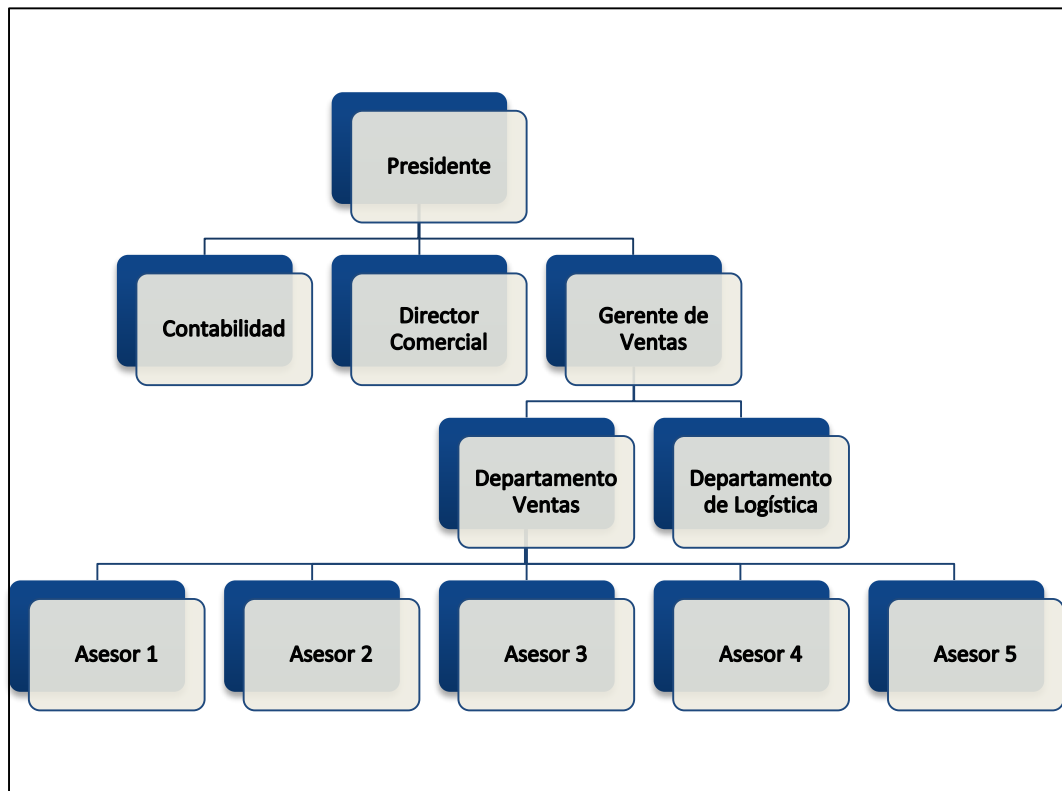 Presidente
Contabilidad
Director
Comercial
Gerente de
Ventas
Departamento
Ventas
Departamento
de Logística
Asesor 1
Asesor 2
Asesor 3
Asesor 4
Asesor 5